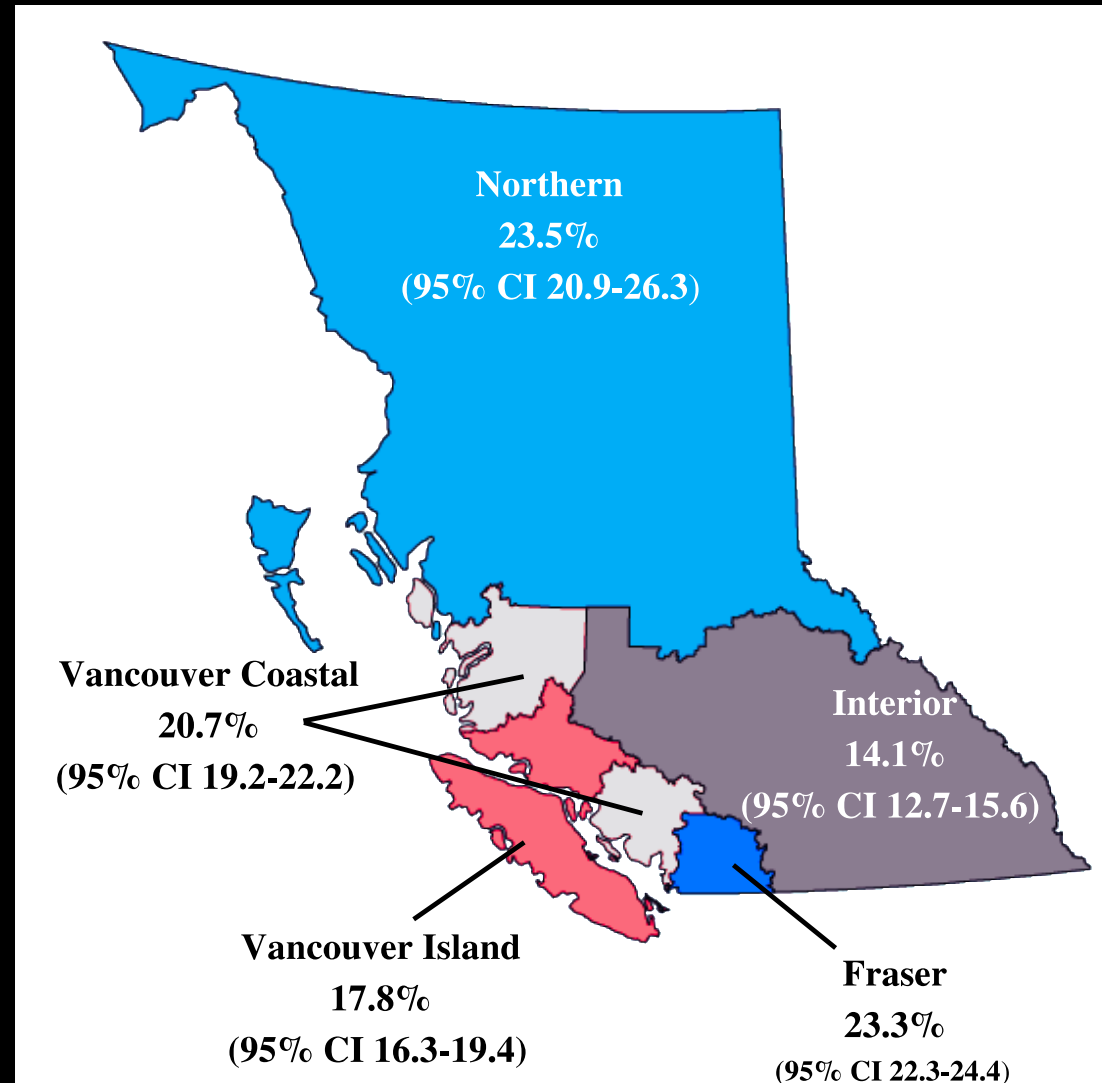 Northern
23.5%
(95% CI 20.9-26.3)
Vancouver Coastal
20.7%
(95% CI 19.2-22.2)
Interior
14.1%
(95% CI 12.7-15.6)
Vancouver Island
17.8%
(95% CI 16.3-19.4)
Fraser
23.3%
(95% CI 22.3-24.4)